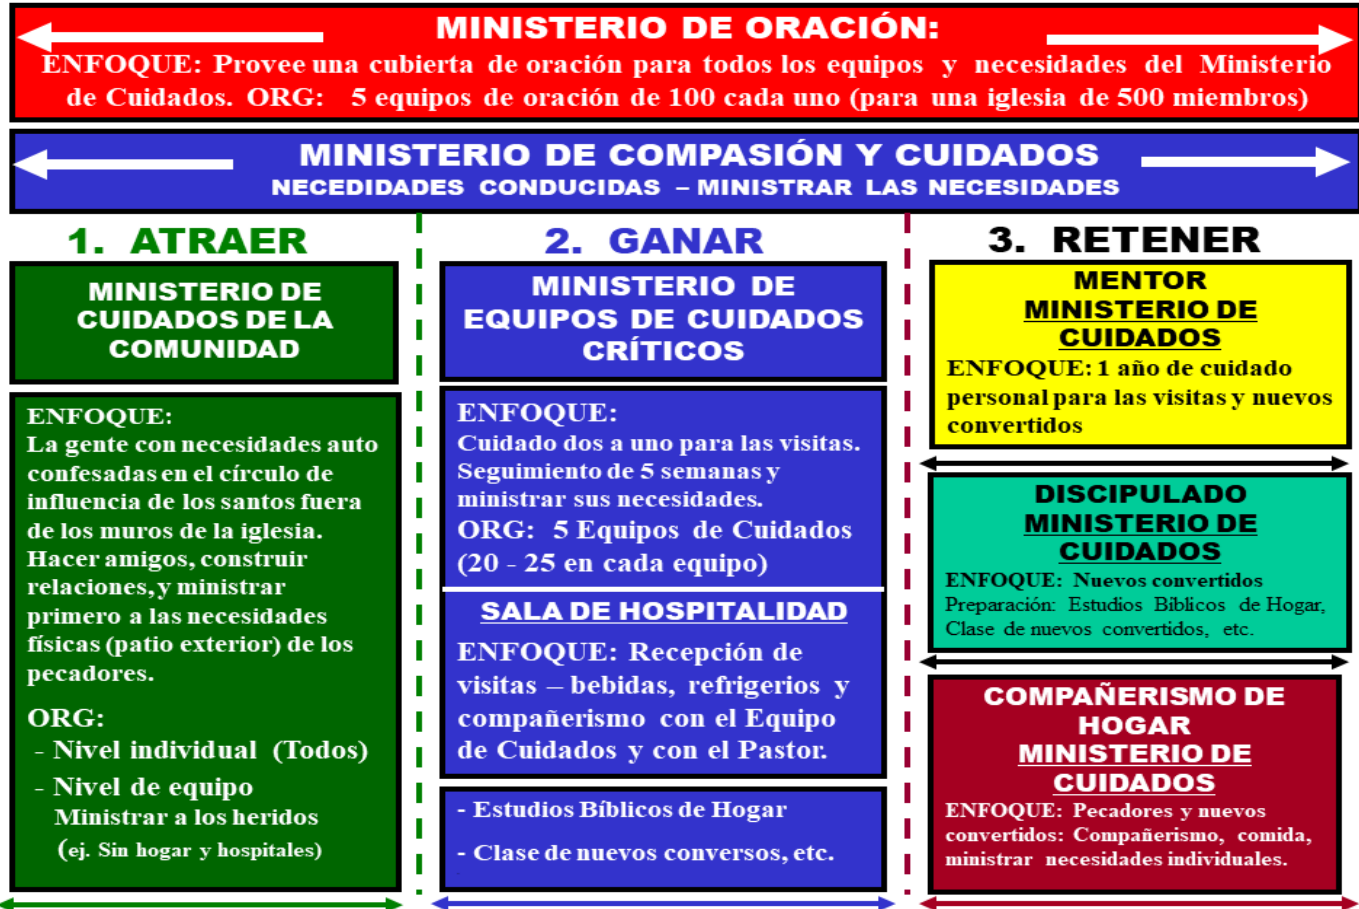 MINISTERIO DE ORACIÓN:
ENFOQUE: Provee una cubierta de oración para todos los equipos y necesidades del Ministerio
de Cuidados. ORG: 5 equipos de oración de 100 cada uno (para una iglesia de 500 miembros)
MINISTERIO DE COMPASIÓN Y CUIDADOS
NECEDIDADES CONDUCIDAS – MINISTRAR LAS NECESIDADES
1. ATRAER
MINISTERIO DE
CUIDADOS DE LA
COMUNIDAD
ENFOQUE:
La gente con necesidades auto
confesadas en el círculo de
influencia de los santos fuera
de los muros de la iglesia.
Hacer amigos, construir
relaciones, y ministrar
primero a las necesidades
físicas (patio exterior) de los
pecadores.
ORG:
- Nivel individual (Todos)
- Nivel de equipo
Ministrar a los heridos
(ej. Sin hogar y hospitales)
2. GANAR
MINISTERIO DE
EQUIPOS DE CUIDADOS
CRÍTICOS
ENFOQUE:
Cuidado dos a uno para las visitas.
Seguimiento de 5 semanas y
ministrar sus necesidades.
ORG: 5 Equipos de Cuidados
(20 - 25 en cada equipo)
SALA DE HOSPITALIDAD
ENFOQUE: Recepción de
visitas – bebidas, refrigerios y
compañerismo con el Equipo
de Cuidados y con el Pastor.
- Estudios Bíblicos de Hogar
- Clase de nuevos conversos, etc.
3. RETENER
MENTOR
MINISTERIO DE
CUIDADOS
ENFOQUE: 1 año de cuidado
personal para las visitas y nuevos
convertidos
DISCIPULADO
MINISTERIO DE
CUIDADOS
ENFOQUE: Nuevos convertidos
Preparación: Estudios Bíblicos de Hogar,
Clase de nuevos convertidos, etc.
COMPAÑERISMO DE
HOGAR
MINISTERIO DE
CUIDADOS
ENFOQUE: Pecadores y nuevos
convertidos: Compañerismo, comida,
ministrar necesidades individuales.